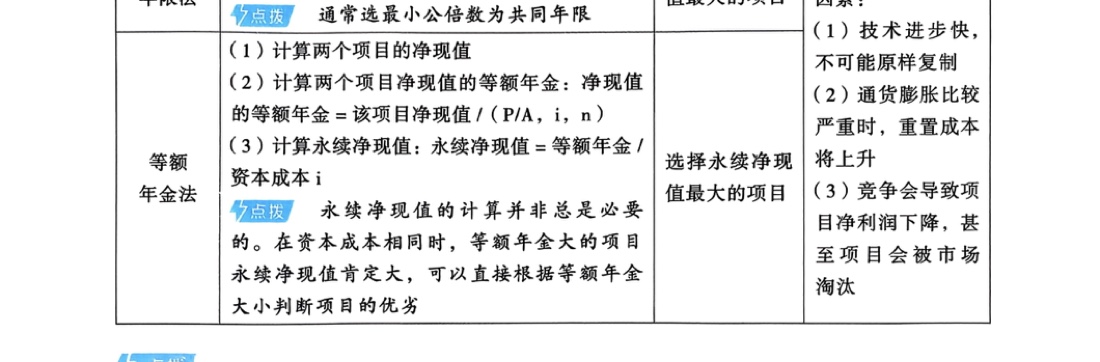 年限法
点拨 通常选最小公倍数为共同年限
值最大的项目
因素：
等额
年金法
（1）计算两个项目的净现值
（2）计算两个项目净现值的等额年金：净现值
的等额年金 = 该项目净现值 /（P/A，i，n）
（3）计算永续净现值：永续净现值 = 等额年金 /
资本成本 i
点拨 永续净现值的计算并非总是必要
的。在资本成本相同时，等额年金大的项目
永续净现值肯定大，可以直接根据等额年金
大小判断项目的优劣
选择永续净现
值最大的项目
（1）技术进步快，
不可能原样复制
（2）通货膨胀比较
严重时，重置成本
将上升
（3）竞争会导致项
目净利润下降，甚
至项目会被市场
淘汰
点拨